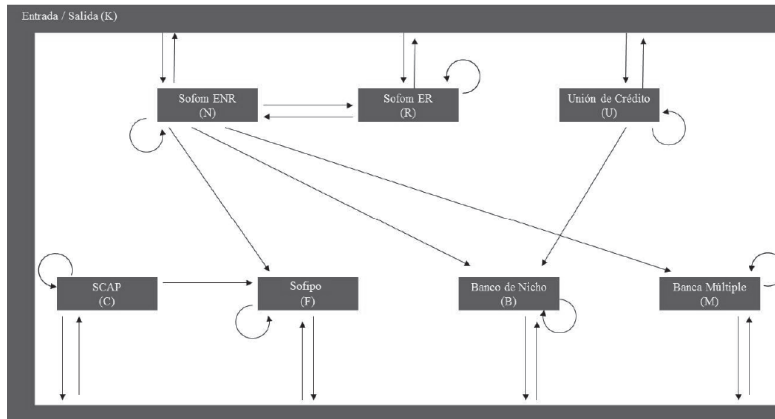 Entrada / Salida (K)
Sofom ENR
(N)
Sofom ER
(R)
Unión de Crédito
(U)
SCAP
(C)
Sofipo
(F)
Banco de Nicho
(B)
Banca Múltiple
(M)